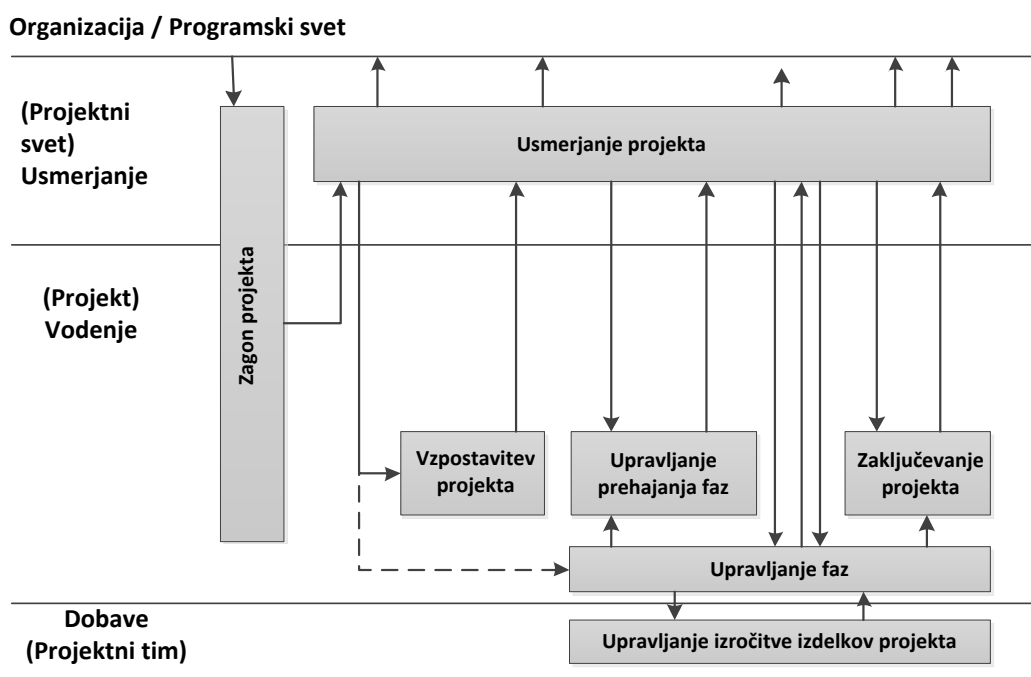 Organizacija / Programski svet
(Projektni
svet)
Usmerjanje
Usmerjanje projekta
Zagon projekta
(Projekt)
Vodenje
Vzpostavitev
projekta
Upravljanje
prehajanja faz
Zaključevanje
projekta
Upravljanje faz
Dobave
(Projektni tim)
Upravljanje izročitve izdelkov projekta